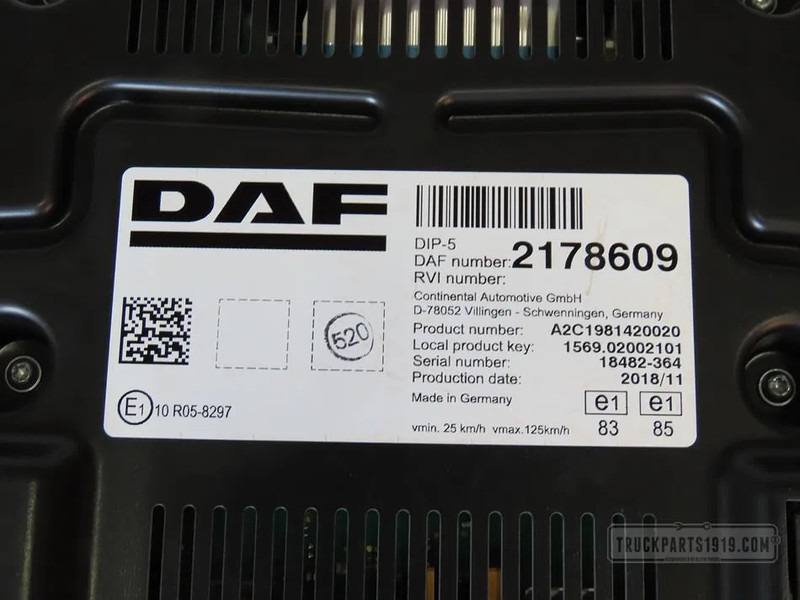 DAF
DIP-5
DAF number: 2178609
RVI number:
Continental Automotive GmbH
D-78052 Villingen - Schwenningen, Germany
Product number: A2C1981420020
Local product key: 1569.02002101
Serial number: 18482-364
Production date: 2018/11
Made in Germany
e1 e1
83 85
vmin. 25 km/h vmax.125km/h
520
E1 10 R05-8297
TRUCKPARTS1919.COM